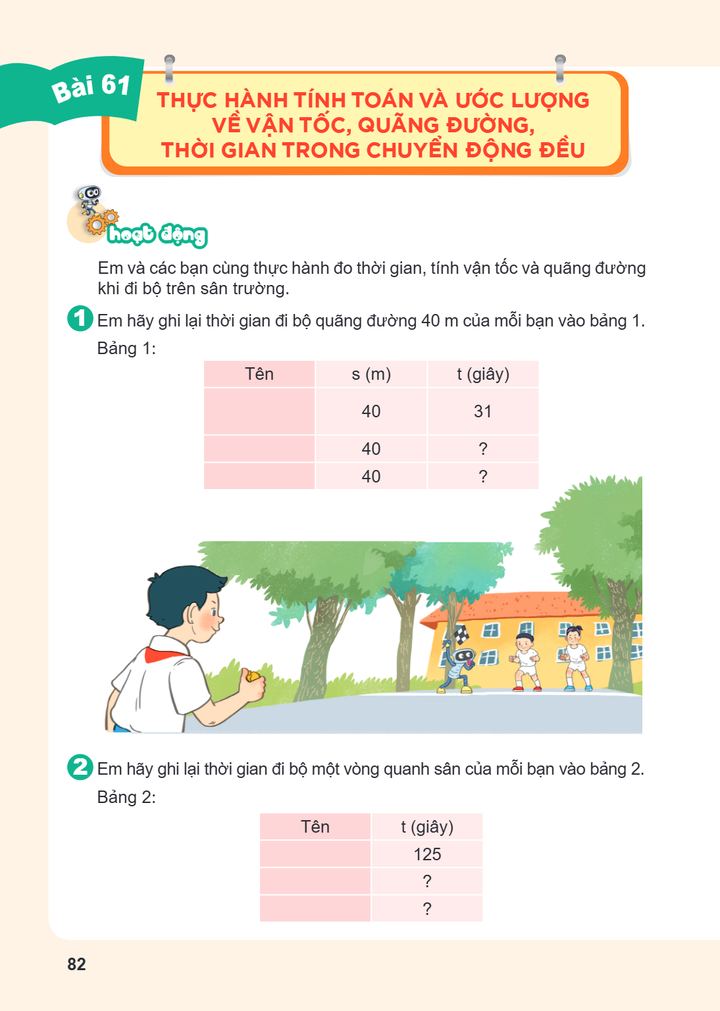 Bài 61
THỰC HÀNH TÍNH TOÁN VÀ ƯỚC LƯỢNG
VỀ VẬN TỐC, QUÃNG ĐƯỜNG,
THỜI GIAN TRONG CHUYỂN ĐỘNG ĐỀU
hoạt động
Em và các bạn cùng thực hành đo thời gian, tính vận tốc và quãng đường
khi đi bộ trên sân trường.
1 Em hãy ghi lại thời gian đi bộ quãng đường 40 m của mỗi bạn vào bảng 1.
Bảng 1:
Tên s (m) t (giây)
40 31
40 ?
40 ?
2 Em hãy ghi lại thời gian đi bộ một vòng quanh sân của mỗi bạn vào bảng 2.
Bảng 2:
Tên t (giây)
125
?
?
82